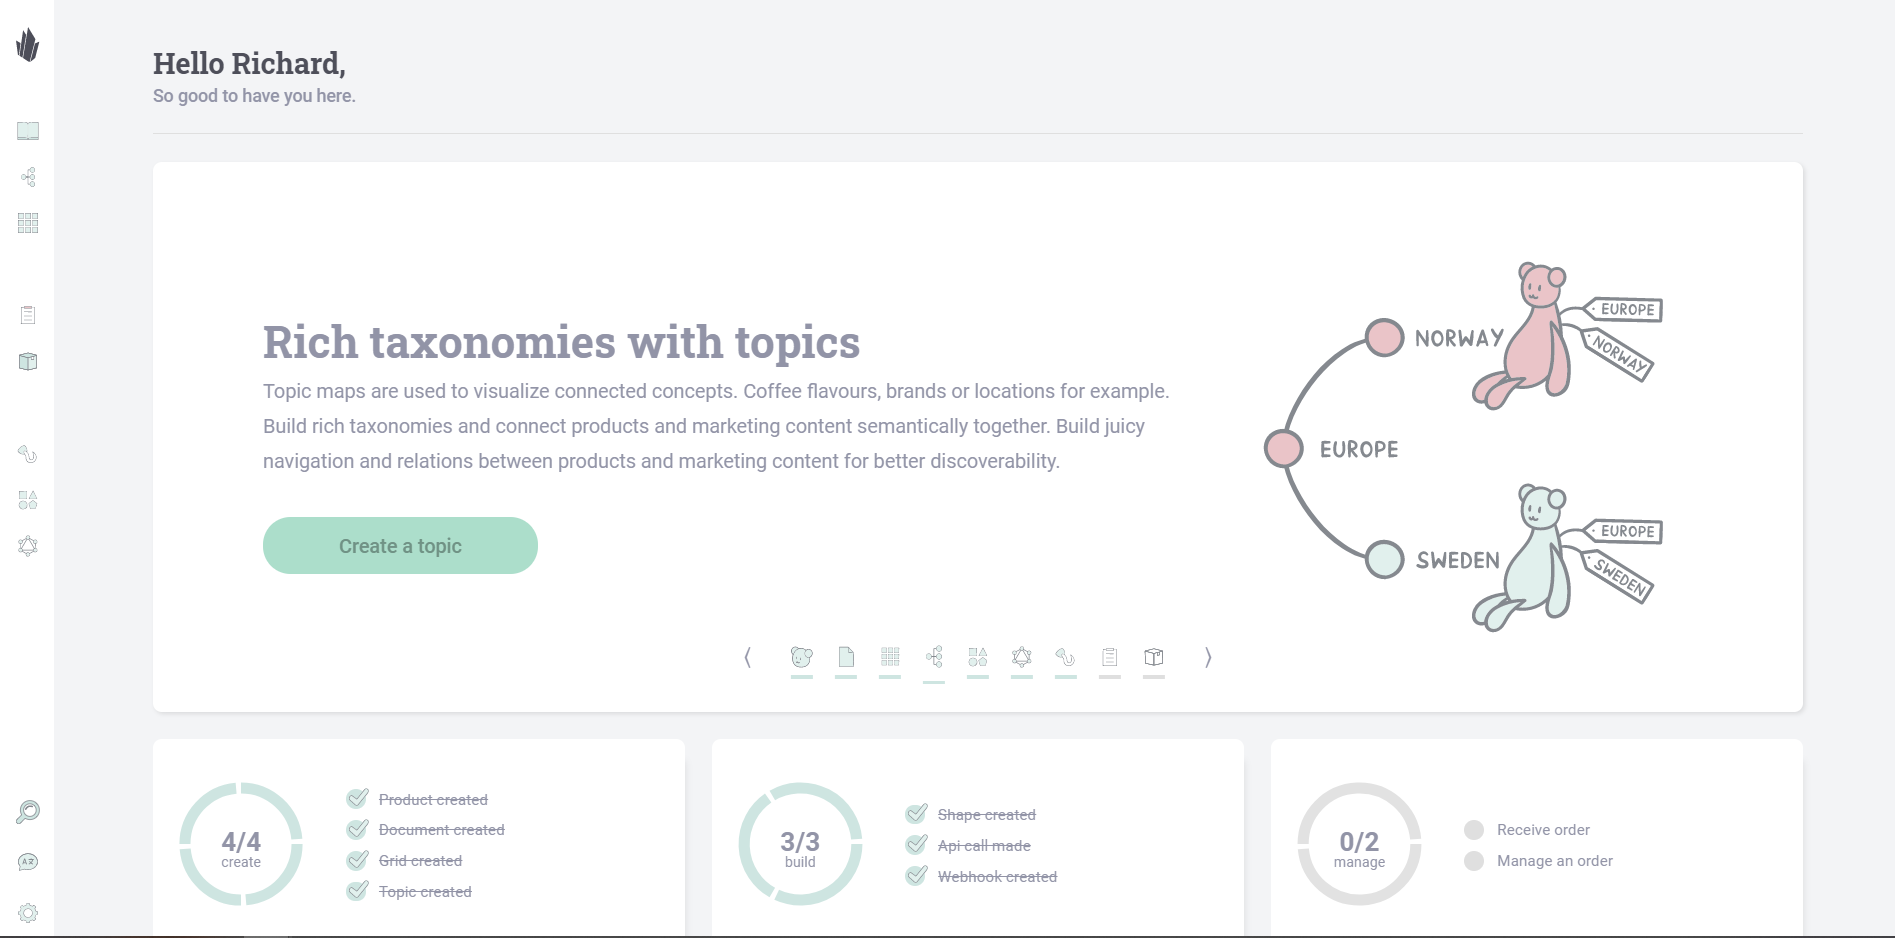 Hello Richard,
So good to have you here.
Rich taxonomies with topics
Topic maps are used to visualize connected concepts. Coffee flavours, brands or locations for example.
Build rich taxonomies and connect products and marketing content semantically together. Build juicy
navigation and relations between products and marketing content for better discoverability.
Create a topic
NORWAY
EUROPE
NORWAY
EUROPE
SWEDEN
EUROPE
SWEDEN
4/4
create
Product created
Document created
Grid created
Topic created
3/3
build
Shape created
Api call made
Webhook created
0/2
manage
Receive order
Manage an order
AZ